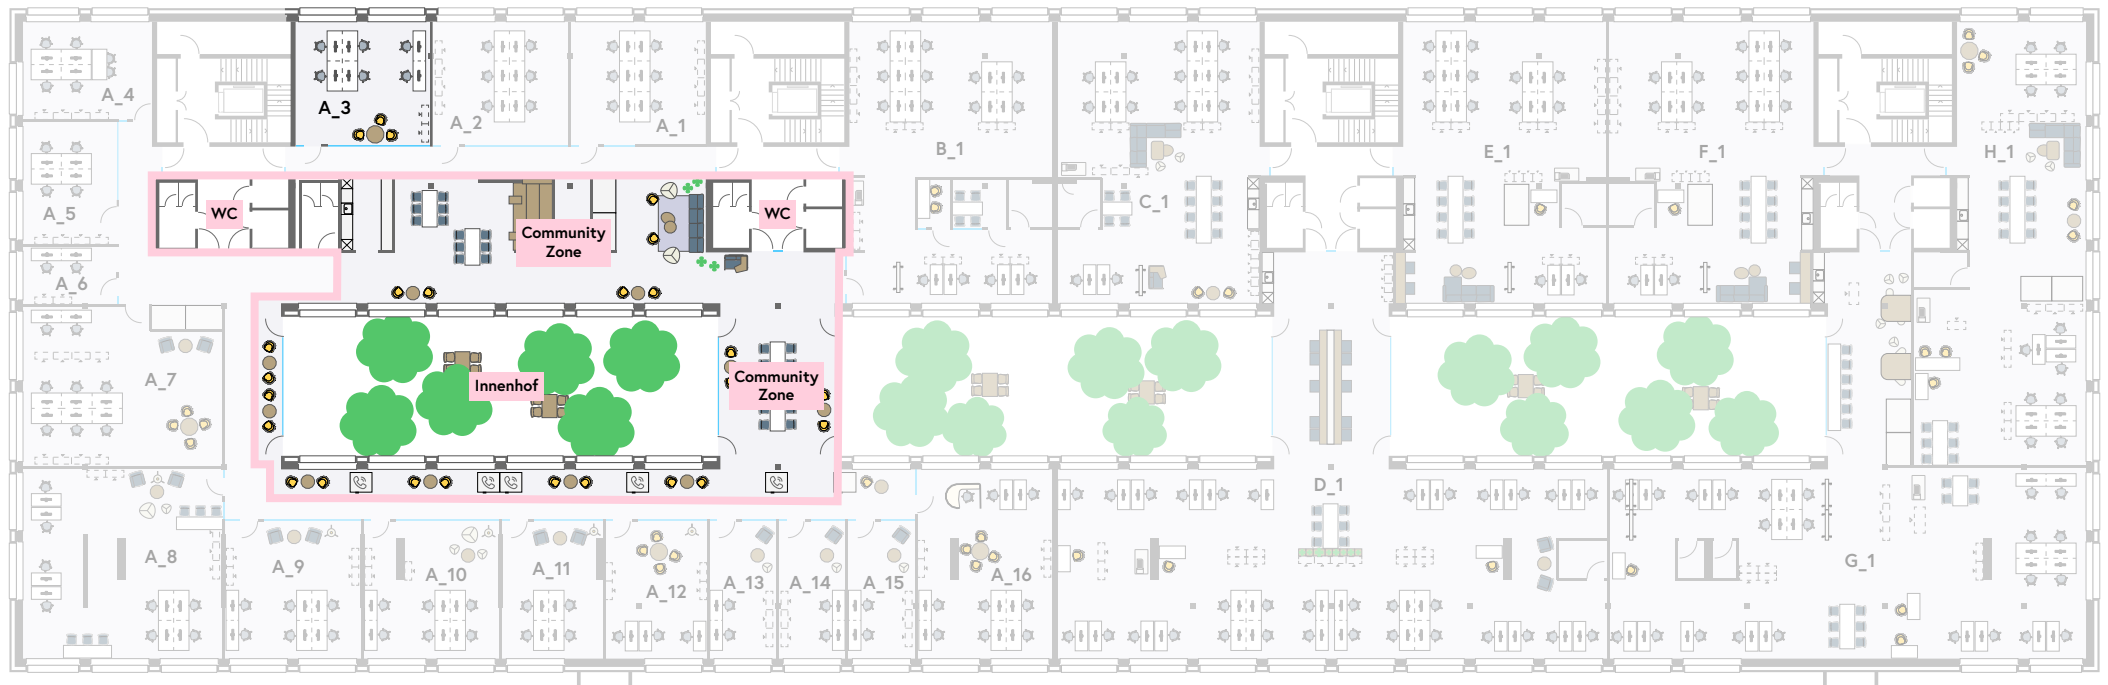 A_4
A_3
A_2
A_1
B_1
C_1
E_1
F_1
H_1
A_5
WC
Community
Zone
WC
A_6
A_7
Innenhof
Community
Zone
D_1
A_8
A_9
A_10
A_11
A_12
A_13
A_14
A_15
A_16
G_1